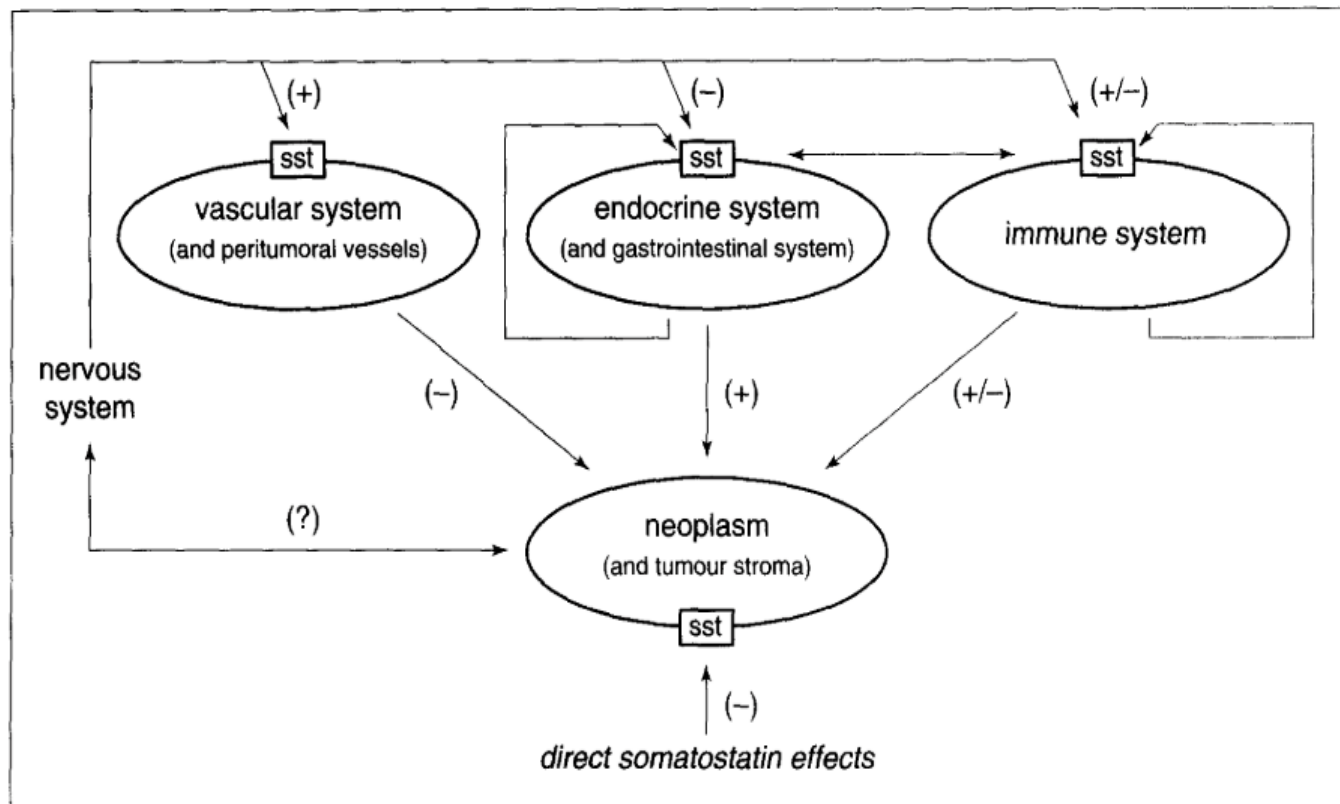 (+)
(–)
(+/–)
sst
sst
sst
vascular system
(and peritumoral vessels)
endocrine system
(and gastrointestinal system)
immune system
nervous
system
(–)
(+)
(+/–)
(?)
neoplasm
(and tumour stroma)
sst
(–)
direct somatostatin effects